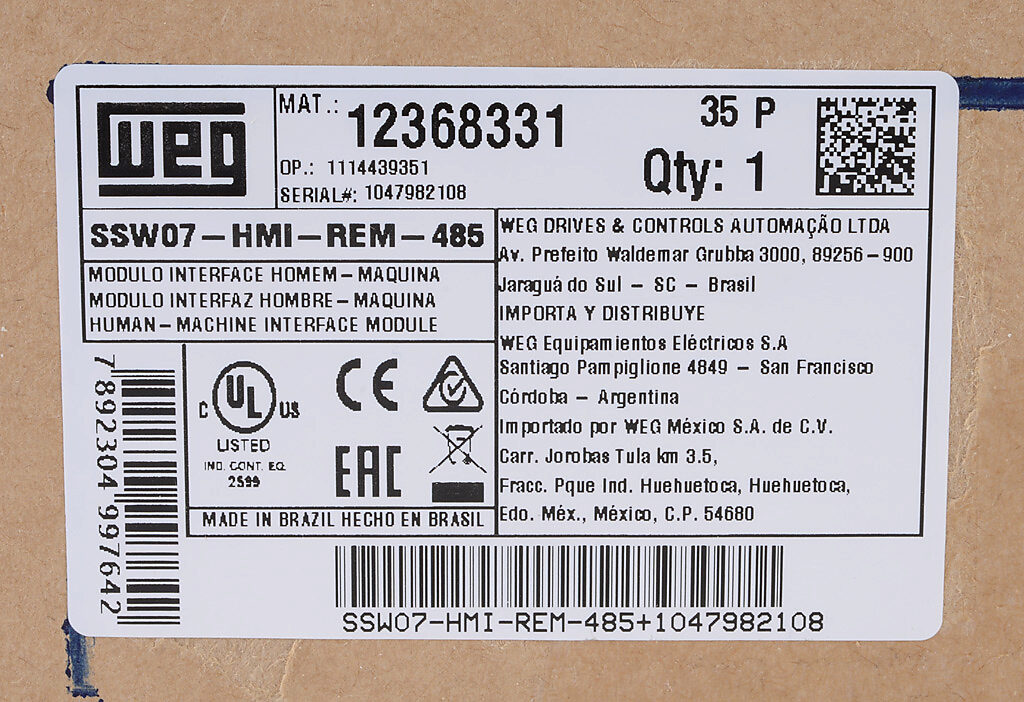 WEG
MAT.: 12368331
35 P
Qty: 1
OP.: 1114439351
SERIAL#: 1047982108
SSW07-HMI-REM-485
MODULO INTERFACE HOMEM-MAQUINA
MODULO INTERFAZ HOMBRE-MAQUINA
HUMAN-MACHINE INTERFACE MODULE
WEG DRIVES & CONTROLS AUTOMAÇÃO LTDA
Av. Prefeito Waldemar Grubba 3000, 89256-900
Jaraguá do Sul - SC - Brasil
IMPORTA Y DISTRIBUYE
WEG Equipamientos Eléctricos S.A
Santiago Pampiglione 4849 - San Francisco
Córdoba - Argentina
Importado por WEG México S.A. de C.V.
Carr. Jorobas Tula km 3.5,
Fracc. Pque Ind. Huehuetoca, Huehuetoca,
Edo. Méx., México, C.P. 54680
7 892304 997642
C UL US
LISTED
IND. CONT. EQ.
2S99
CE
EAC
MADE IN BRAZIL HECHO EN BRASIL
SSW07-HMI-REM-485+1047982108